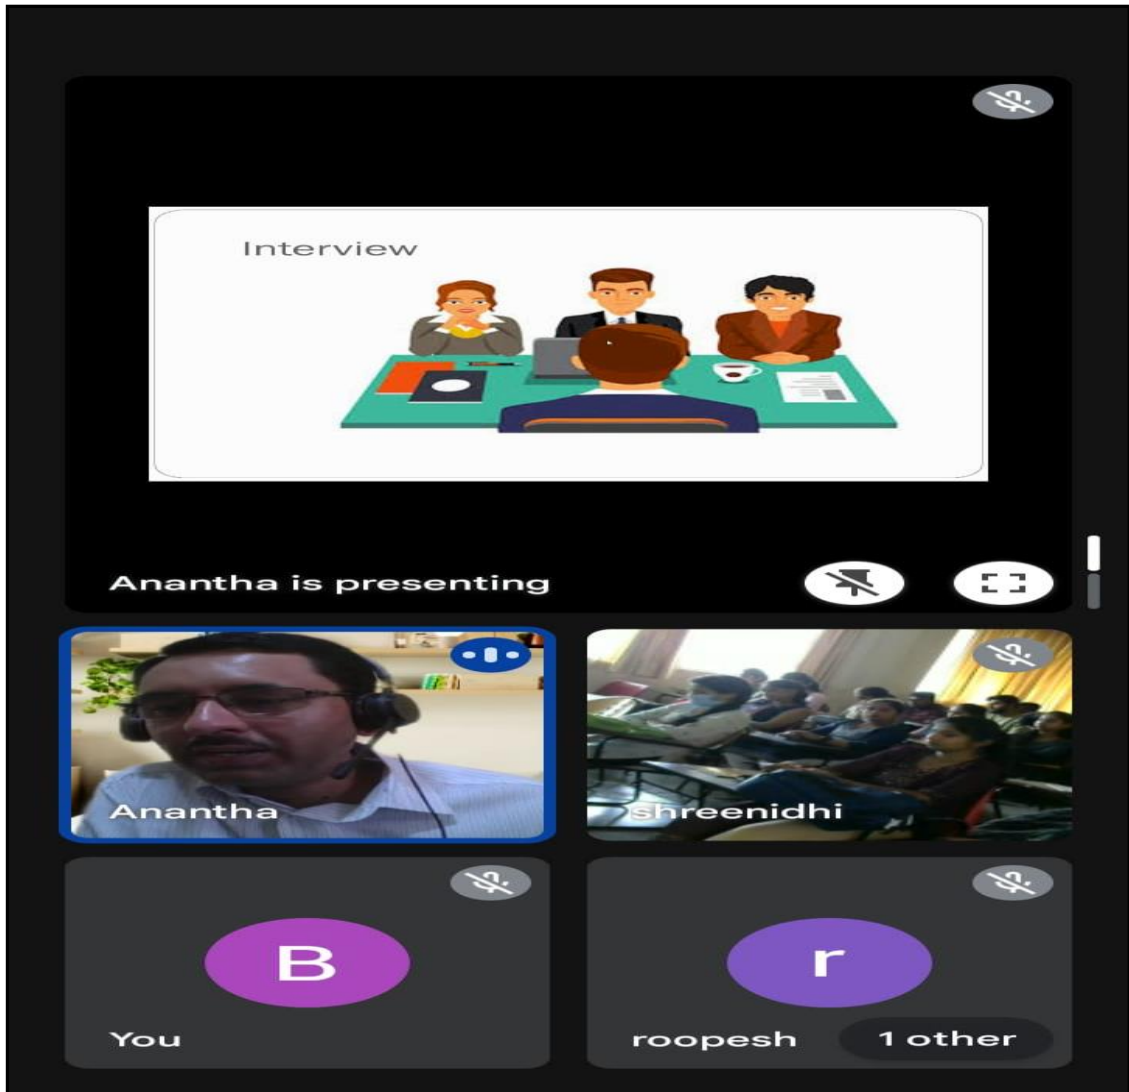 Interview
Anantha is presenting
Anantha
shreenidhi
B
r
You
roopesh
1 other